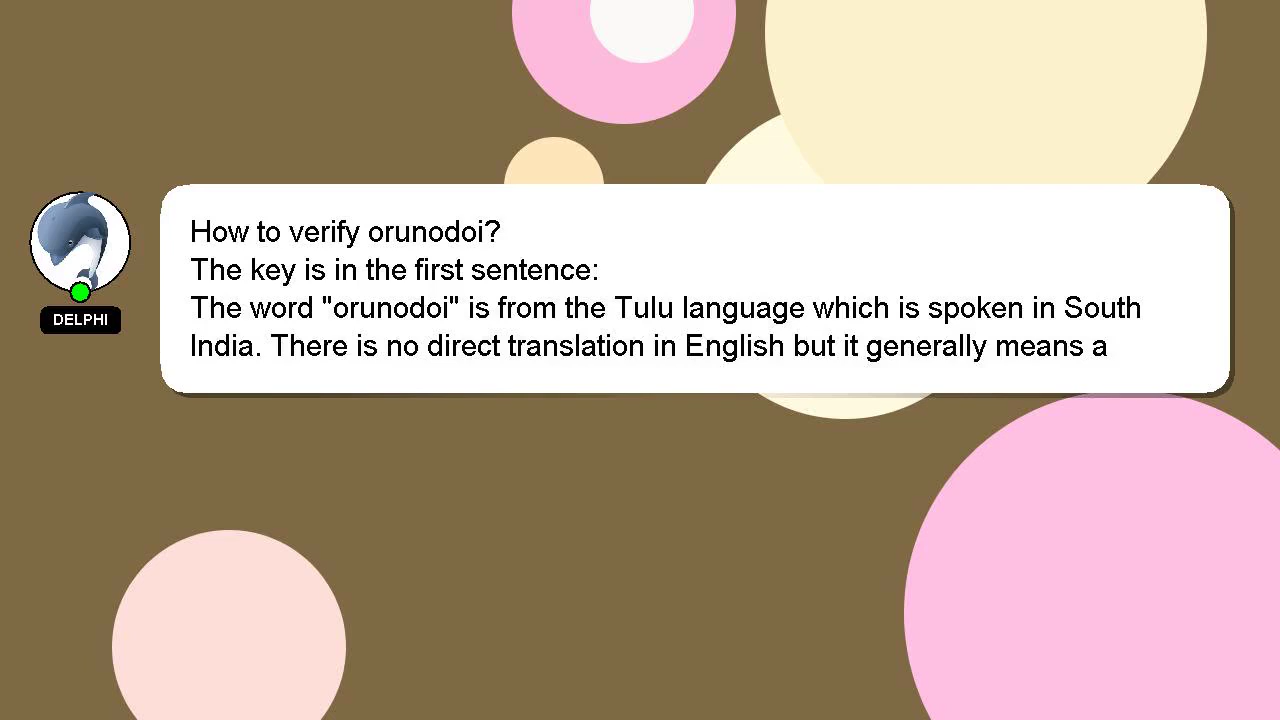 How to verify orunodoi?
The key is in the first sentence:
The word "orunodoi" is from the Tulu language which is spoken in South
India. There is no direct translation in English but it generally means a
DELPHI